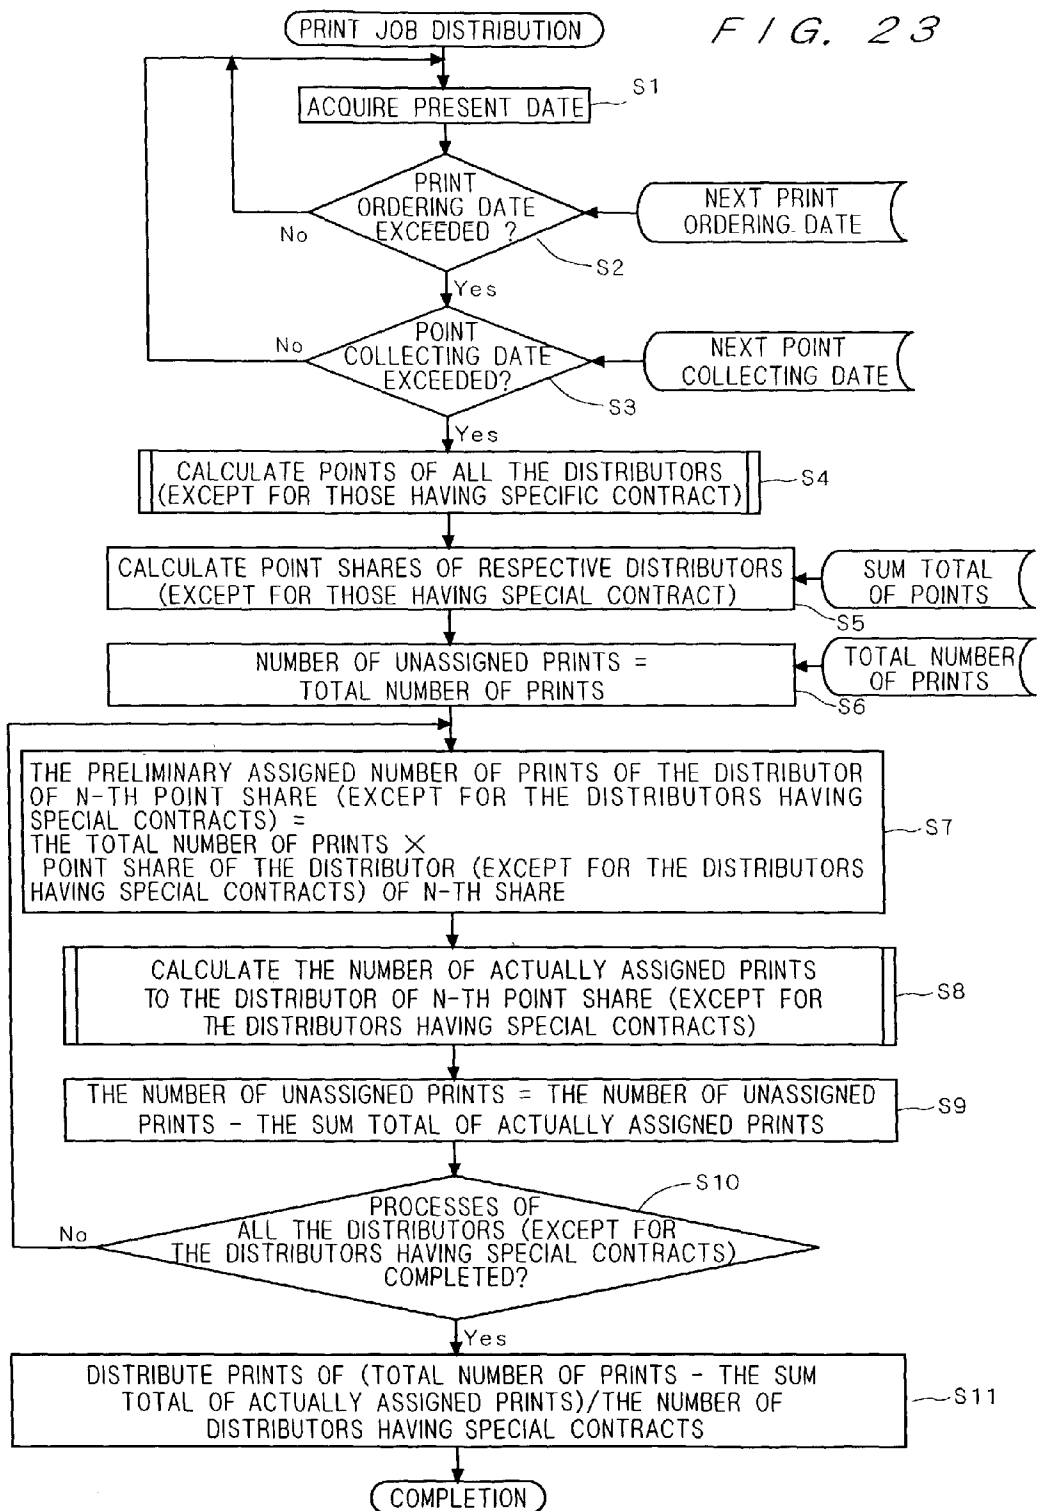 PRINT JOB DISTRIBUTION
FIG. 23
ACQUIRE PRESENT DATE
S1
PRINT
ORDERING DATE
EXCEEDED ?
No
S2
Yes
NEXT PRINT
ORDERING DATE
POINT
COLLECTING DATE
EXCEEDED?
No
S3
Yes
NEXT POINT
COLLECTING DATE
CALCULATE POINTS OF ALL THE DISTRIBUTORS
(EXCEPT FOR THOSE HAVING SPECIFIC CONTRACT)
S4
CALCULATE POINT SHARES OF RESPECTIVE DISTRIBUTORS
(EXCEPT FOR THOSE HAVING SPECIAL CONTRACT)
S5
SUM TOTAL
OF POINTS
NUMBER OF UNASSIGNED PRINTS =
TOTAL NUMBER OF PRINTS
S6
TOTAL NUMBER
OF PRINTS
THE PRELIMINARY ASSIGNED NUMBER OF PRINTS OF THE DISTRIBUTOR
OF N-TH POINT SHARE (EXCEPT FOR THE DISTRIBUTORS HAVING
SPECIAL CONTRACTS) =
THE TOTAL NUMBER OF PRINTS ×
POINT SHARE OF THE DISTRIBUTOR (EXCEPT FOR THE DISTRIBUTORS
HAVING SPECIAL CONTRACTS) OF N-TH SHARE
S7
CALCULATE THE NUMBER OF ACTUALLY ASSIGNED PRINTS
TO THE DISTRIBUTOR OF N-TH POINT SHARE (EXCEPT FOR
THE DISTRIBUTORS HAVING SPECIAL CONTRACTS)
S8
THE NUMBER OF UNASSIGNED PRINTS = THE NUMBER OF UNASSIGNED
PRINTS - THE SUM TOTAL OF ACTUALLY ASSIGNED PRINTS
S9
PROCESSES OF
ALL THE DISTRIBUTORS (EXCEPT FOR
THE DISTRIBUTORS HAVING SPECIAL CONTRACTS)
COMPLETED?
S10
No
Yes
DISTRIBUTE PRINTS OF (TOTAL NUMBER OF PRINTS - THE SUM
TOTAL OF ACTUALLY ASSIGNED PRINTS)/THE NUMBER OF
DISTRIBUTORS HAVING SPECIAL CONTRACTS
S11
COMPLETION